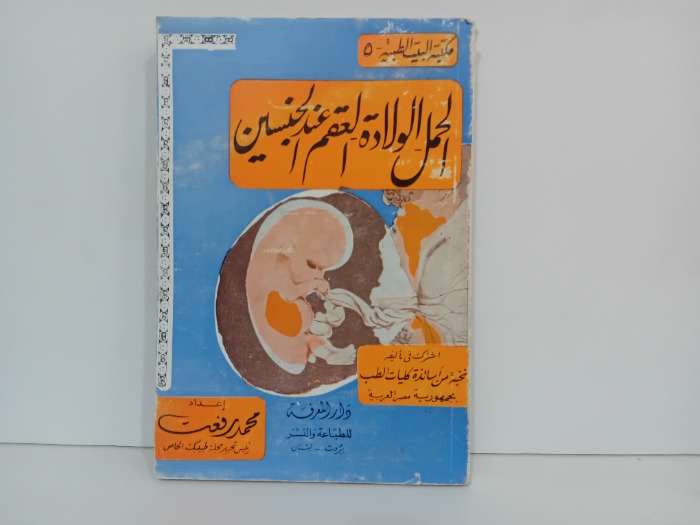 مكتبة البيت الطبية - ٥
الحمل - الولادة - العقم عند الجنسين
اشترك في تأليفه
نخبة من أساتذة كليات الطب
بجمهورية مصر العربية
إعداد
محمد رفعت
رئيس تحرير مجلة طبيبك الخاص
دار المعرفة
للطباعة والنشر
بيروت - لبنان